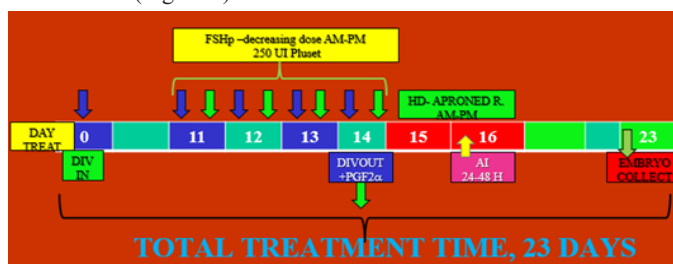 FSHp –decreasing dose AM-PM
250 UI Pluset
HD- APRONED R.
AM-PM
DAY
TREAT.
0 11 12 13 14 15 16 23
DIV
IN
DIVOUT
+PGF2α
AI
24-48 H
EMBRYO
COLLECT
TOTAL TREATMENT TIME, 23 DAYS